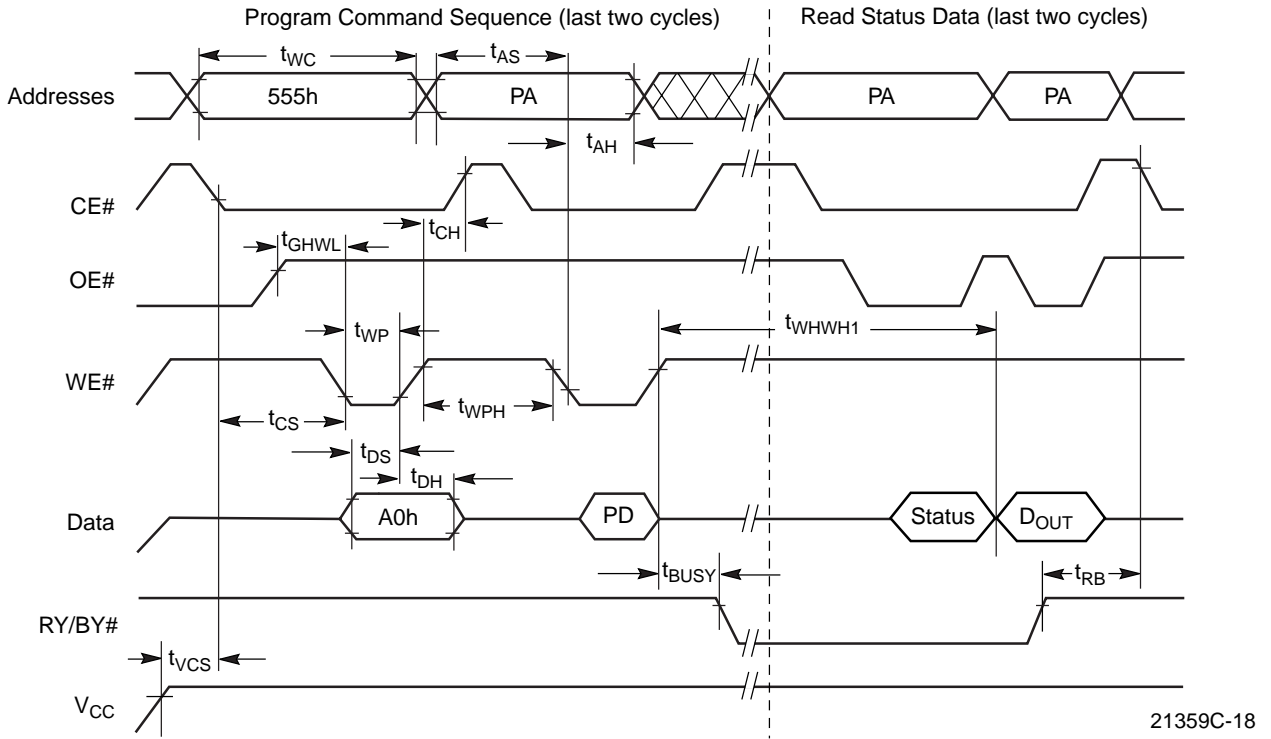 Program Command Sequence (last two cycles)
Read Status Data (last two cycles)
tWC
tAS
Addresses
555h
PA
PA
PA
tAH
CE#
tCH
tGHWL
OE#
tWP
tWHWH1
WE#
tCS
tWPH
tDS
tDH
Data
A0h
PD
Status
DOUT
tBUSY
tRB
RY/BY#
tVCS
VCC
21359C-18